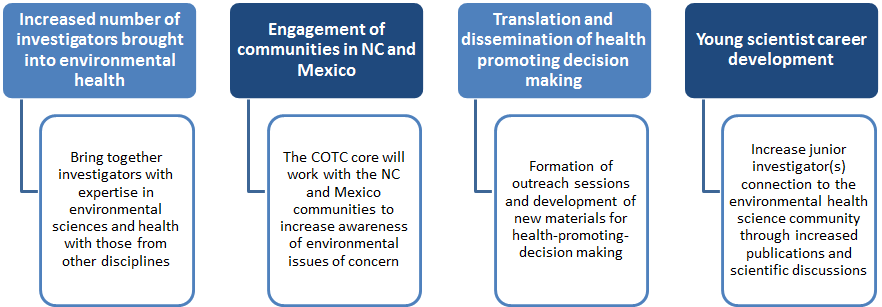 Increased number of
investigators brought
into environmental
health
Bring together
investigators with
expertise in
environmental
sciences and health
with those from
other disciplines
Engagement of
communities in NC and
Mexico
The COTC core will
work with the NC
and Mexico
communities to
increase awareness
of environmental
issues of concern
Translation and
dissemination of health
promoting decision
making
Formation of
outreach sessions
and development of
new materials for
health-promoting-
decision making
Young scientist career
development
Increase junior
investigator(s)
connection to the
environmental health
science community
through increased
publications and
scientific discussions